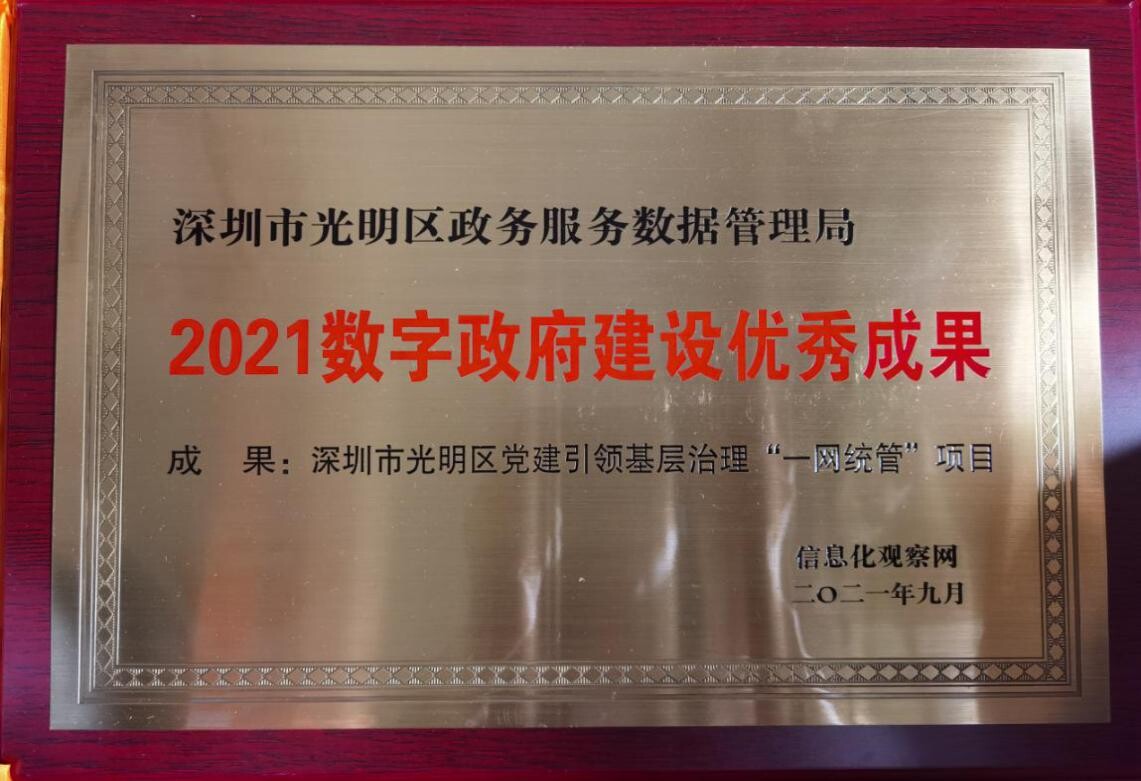 深圳市光明区政务服务数据管理局
2021数字政府建设优秀成果
成　果：深圳市光明区党建引领基层治理“一网统管”项目
信息化观察网
二〇二一年九月